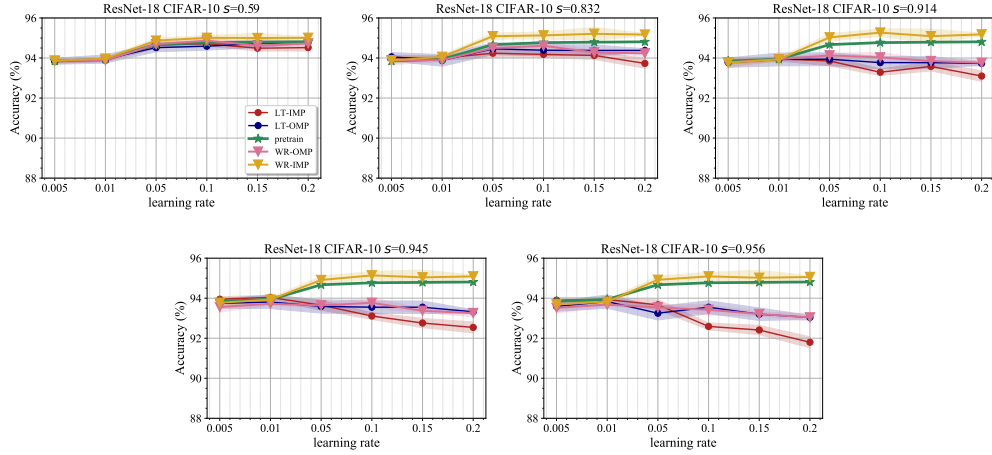 ResNet-18 CIFAR-10 s=0.59
Accuracy (%)
96
94
92
90
88
LT-IMP
LT-OMP
pretrain
WR-OMP
WR-IMP
0.005 0.01 0.05 0.1 0.15 0.2
learning rate
ResNet-18 CIFAR-10 s=0.832
Accuracy (%)
96
94
92
90
88
0.005 0.01 0.05 0.1 0.15 0.2
learning rate
ResNet-18 CIFAR-10 s=0.914
Accuracy (%)
96
94
92
90
88
0.005 0.01 0.05 0.1 0.15 0.2
learning rate
ResNet-18 CIFAR-10 s=0.945
Accuracy (%)
96
94
92
90
88
0.005 0.01 0.05 0.1 0.15 0.2
learning rate
ResNet-18 CIFAR-10 s=0.956
Accuracy (%)
96
94
92
90
88
0.005 0.01 0.05 0.1 0.15 0.2
learning rate